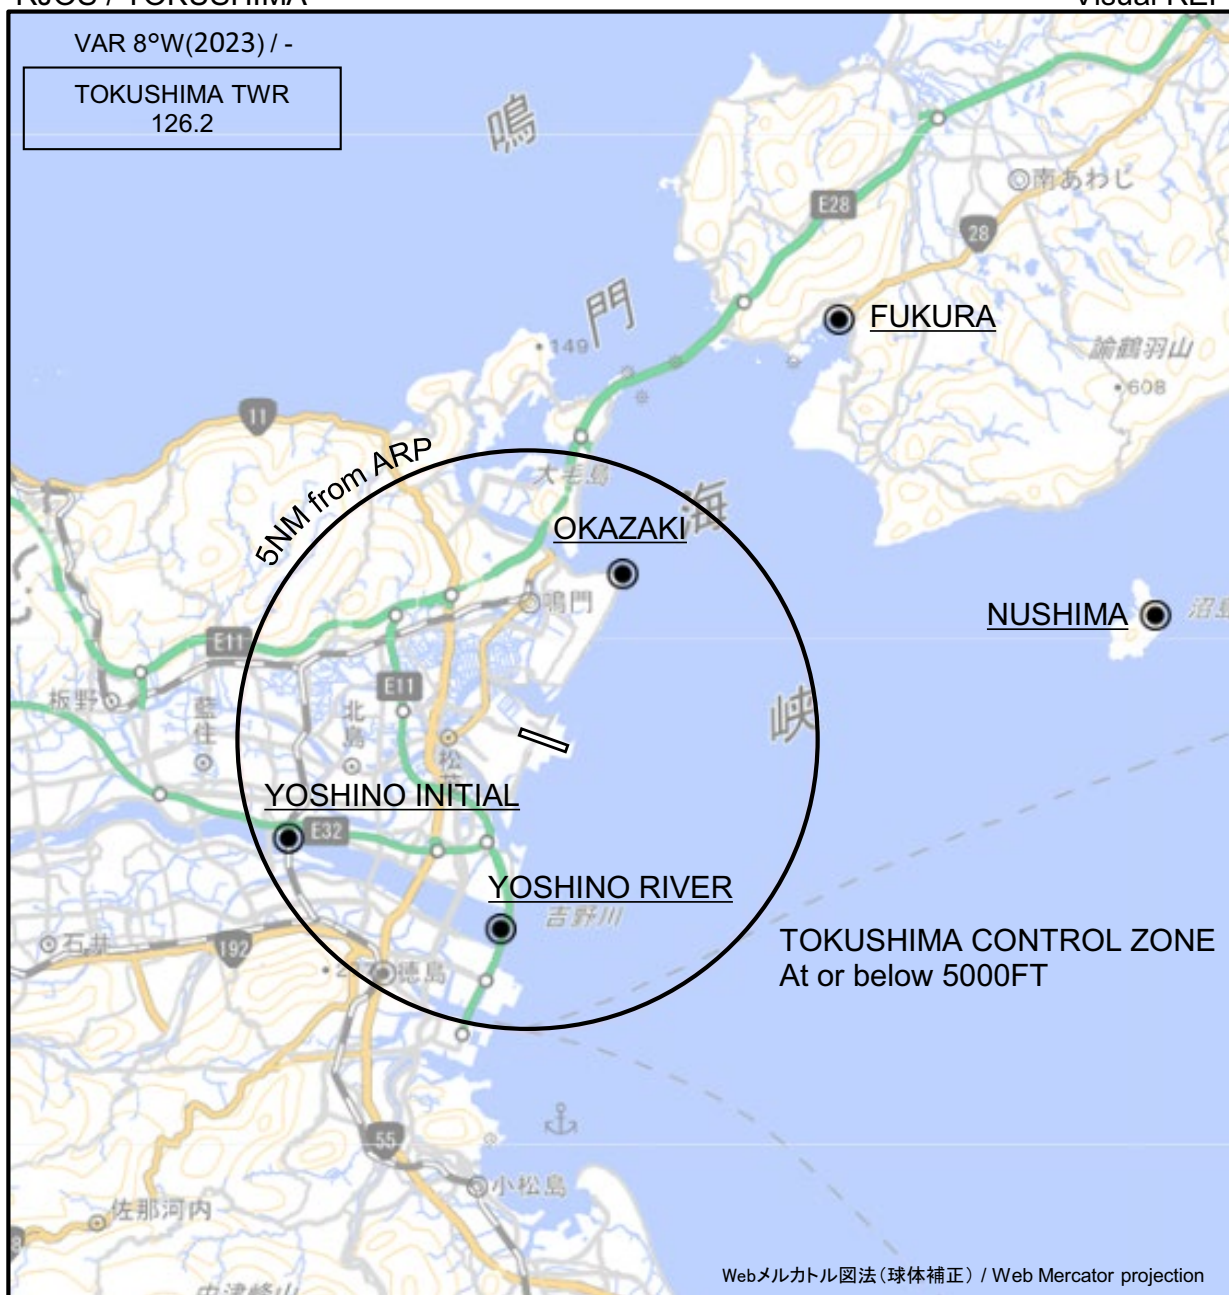 VAR 8°W(2023) / -
TOKUSHIMA TWR
126.2
鳴
門
海
峡
E28
南あわじ
28
FUKURA
149
諭鶴羽山
608
11
5NM from ARP
大毛島
OKAZAKI
鳴門
NUSHIMA
E11
板野
藍住
北島
E11
松茂
YOSHINO INITIAL
E32
YOSHINO RIVER
吉野川
石井
192
徳島
TOKUSHIMA CONTROL ZONE
At or below 5000FT
55
小松島
佐那河内
Webメルカトル図法(球体補正) / Web Mercator projection